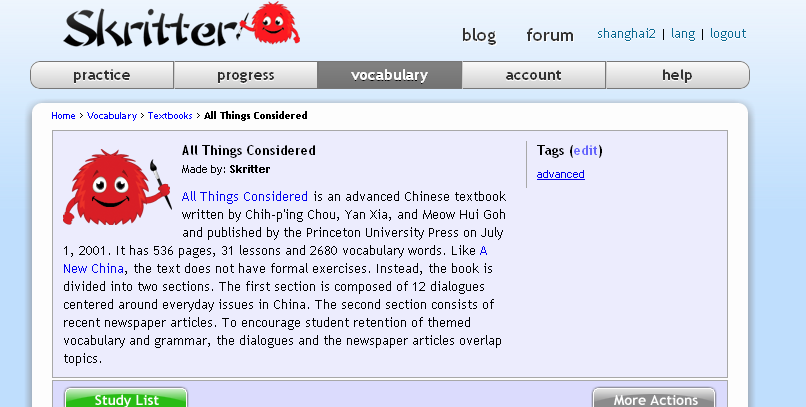 Skritter
blog forum shanghai2 | lang | logout
practice progress vocabulary account help
Home > Vocabulary > Textbooks > All Things Considered
All Things Considered
Made by: Skritter
All Things Considered is an advanced Chinese textbook
written by Chih-p'ing Chou, Yan Xia, and Meow Hui Goh
and published by the Princeton University Press on July
1, 2001. It has 536 pages, 31 lessons and 2680 vocabulary words. Like A
New China, the text does not have formal exercises. Instead, the book is
divided into two sections. The first section is composed of 12 dialogues
centered around everyday issues in China. The second section consists of
recent newspaper articles. To encourage student retention of themed
vocabulary and grammar, the dialogues and the newspaper articles overlap
topics.
Tags (edit)
advanced
Study List More Actions